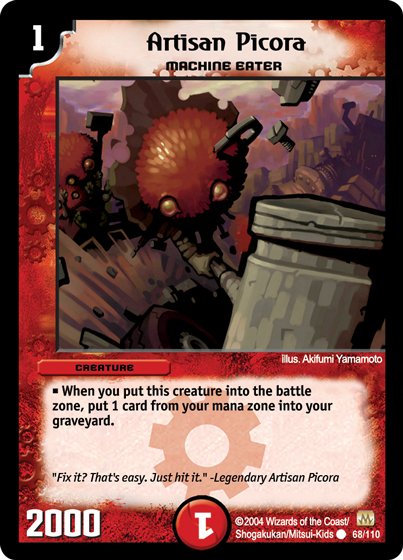 1
Artisan Picora
MACHINE EATER
illus. Akifumi Yamamoto
CREATURE
■ When you put this creature into the battle
zone, put 1 card from your mana zone into your
graveyard.
"Fix it? That's easy. Just hit it." -Legendary Artisan Picora
2000
1
©2004 Wizards of the Coast/
Shogakukan/Mitsui-Kids 68/110